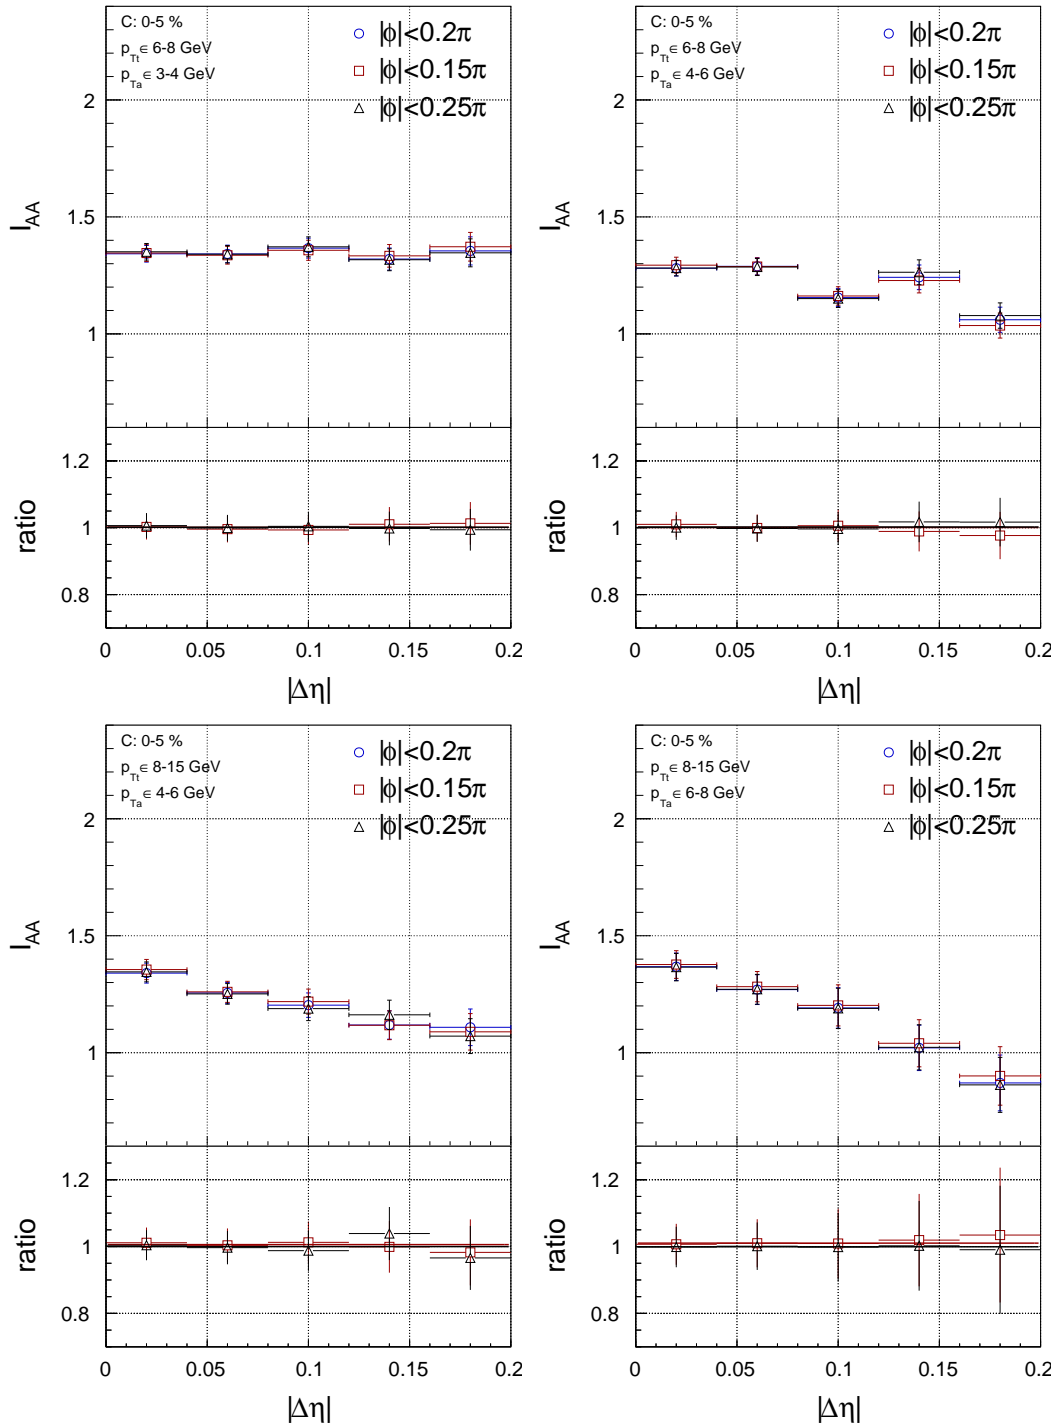 C: 0-5 %
p_Tt ∈ 6-8 GeV
p_Ta ∈ 3-4 GeV
|ϕ|<0.2π
|ϕ|<0.15π
|ϕ|<0.25π
2
1.5
1
I_AA
1.2
1
0.8
ratio
0 0.05 0.1 0.15 0.2
|Δη|
C: 0-5 %
p_Tt ∈ 6-8 GeV
p_Ta ∈ 4-6 GeV
|ϕ|<0.2π
|ϕ|<0.15π
|ϕ|<0.25π
2
1.5
1
I_AA
1.2
1
0.8
ratio
0 0.05 0.1 0.15 0.2
|Δη|
C: 0-5 %
p_Tt ∈ 8-15 GeV
p_Ta ∈ 4-6 GeV
|ϕ|<0.2π
|ϕ|<0.15π
|ϕ|<0.25π
2
1.5
1
I_AA
1.2
1
0.8
ratio
0 0.05 0.1 0.15 0.2
|Δη|
C: 0-5 %
p_Tt ∈ 8-15 GeV
p_Ta ∈ 6-8 GeV
|ϕ|<0.2π
|ϕ|<0.15π
|ϕ|<0.25π
2
1.5
1
I_AA
1.2
1
0.8
ratio
0 0.05 0.1 0.15 0.2
|Δη|